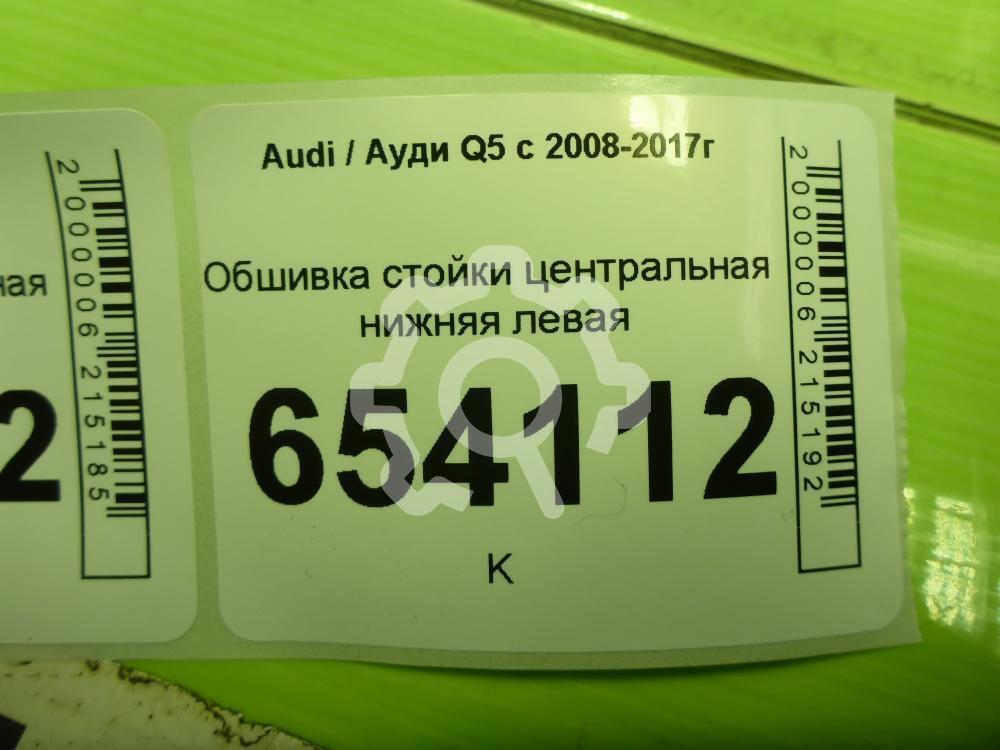 Audi / Ауди Q5 с 2008-2017г
Обшивка стойки центральная
нижняя левая
654112
К
2000006215192
ная
2
2000006215185